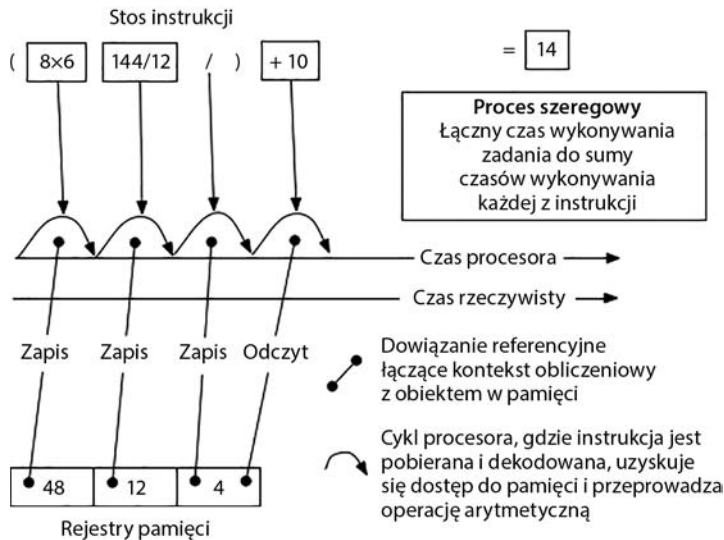 Stos instrukcji
( 8×6 144/12 / ) + 10 = 14
Proces szeregowy
Łączny czas wykonywania
zadania do sumy
czasów wykonywania
każdej z instrukcji
Czas procesora
Czas rzeczywisty
Zapis Zapis Zapis Odczyt
Dowiązanie referencyjne
łączące kontekst obliczeniowy
z obiektem w pamięci
Cykl procesora, gdzie instrukcja jest
pobierana i dekodowana, uzyskuje
się dostęp do pamięci i przeprowadza
operację arytmetyczną
48 12 4
Rejestry pamięci